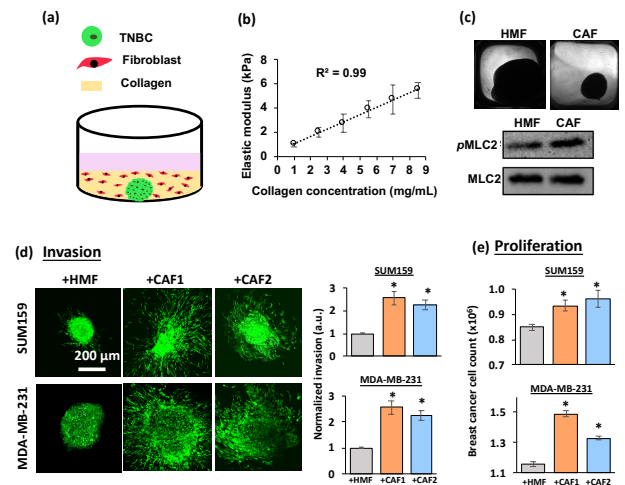 (a)
TNBC
Fibroblast
Collagen
(b)
Elastic modulus (kPa)
R² = 0.99
8
6
4
2
0
0 1 2 3 4 5 6 7 8 9
Collagen concentration (mg/mL)
(c)
HMF CAF
HMF CAF
pMLC2
MLC2
(d) Invasion
+HMF +CAF1 +CAF2
SUM159
200 µm
MDA-MB-231
Normalized invasion (a.u.)
SUM159
3
2
1
0
* *
MDA-MB-231
3
2
1
0
* *
+HMF +CAF1 +CAF2
(e) Proliferation
Breast cancer cell count (x10⁶)
SUM159
1.0
0.9
0.8
0.7
* *
MDA-MB-231
1.5
1.3
1.1
* *
+HMF +CAF1 +CAF2